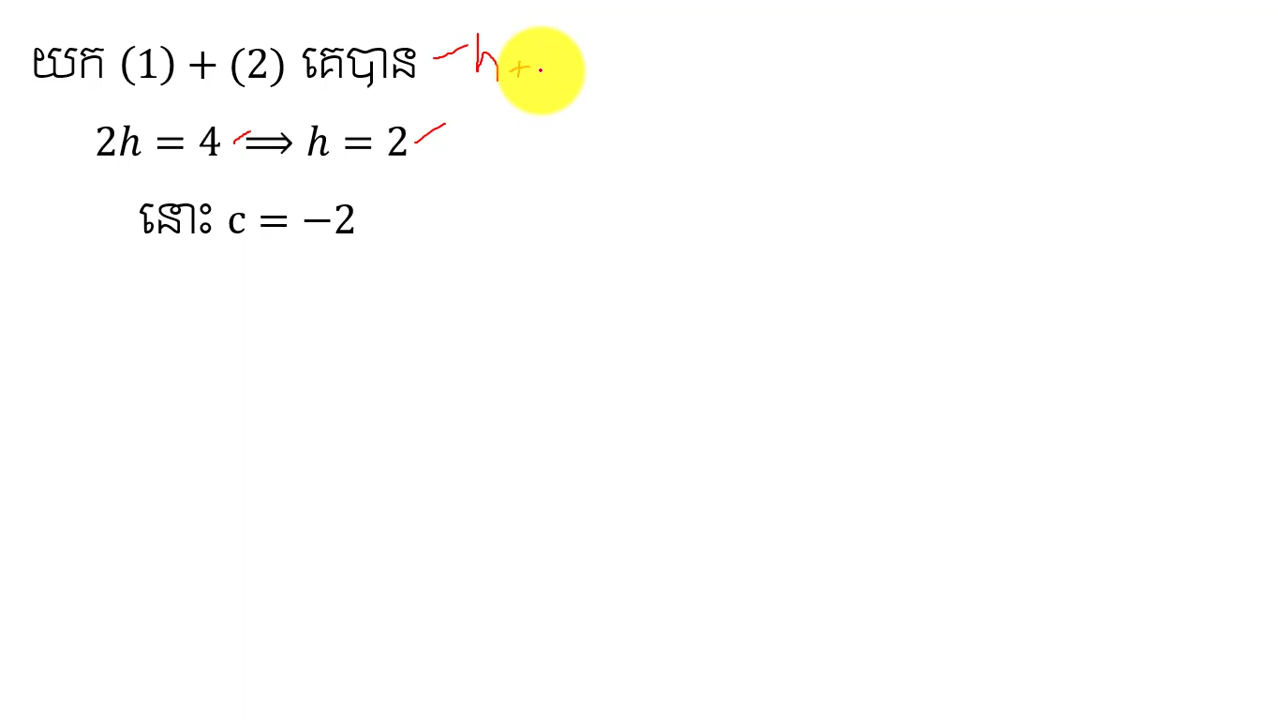 យក (1) + (2) គេបាន h +
2h = 4 ⟹ h = 2
នោះ c = −2